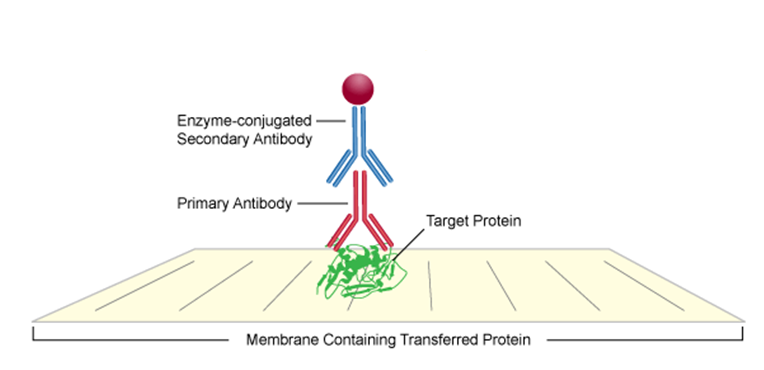 Enzyme-conjugated
Secondary Antibody
Primary Antibody
Target Protein
Membrane Containing Transferred Protein